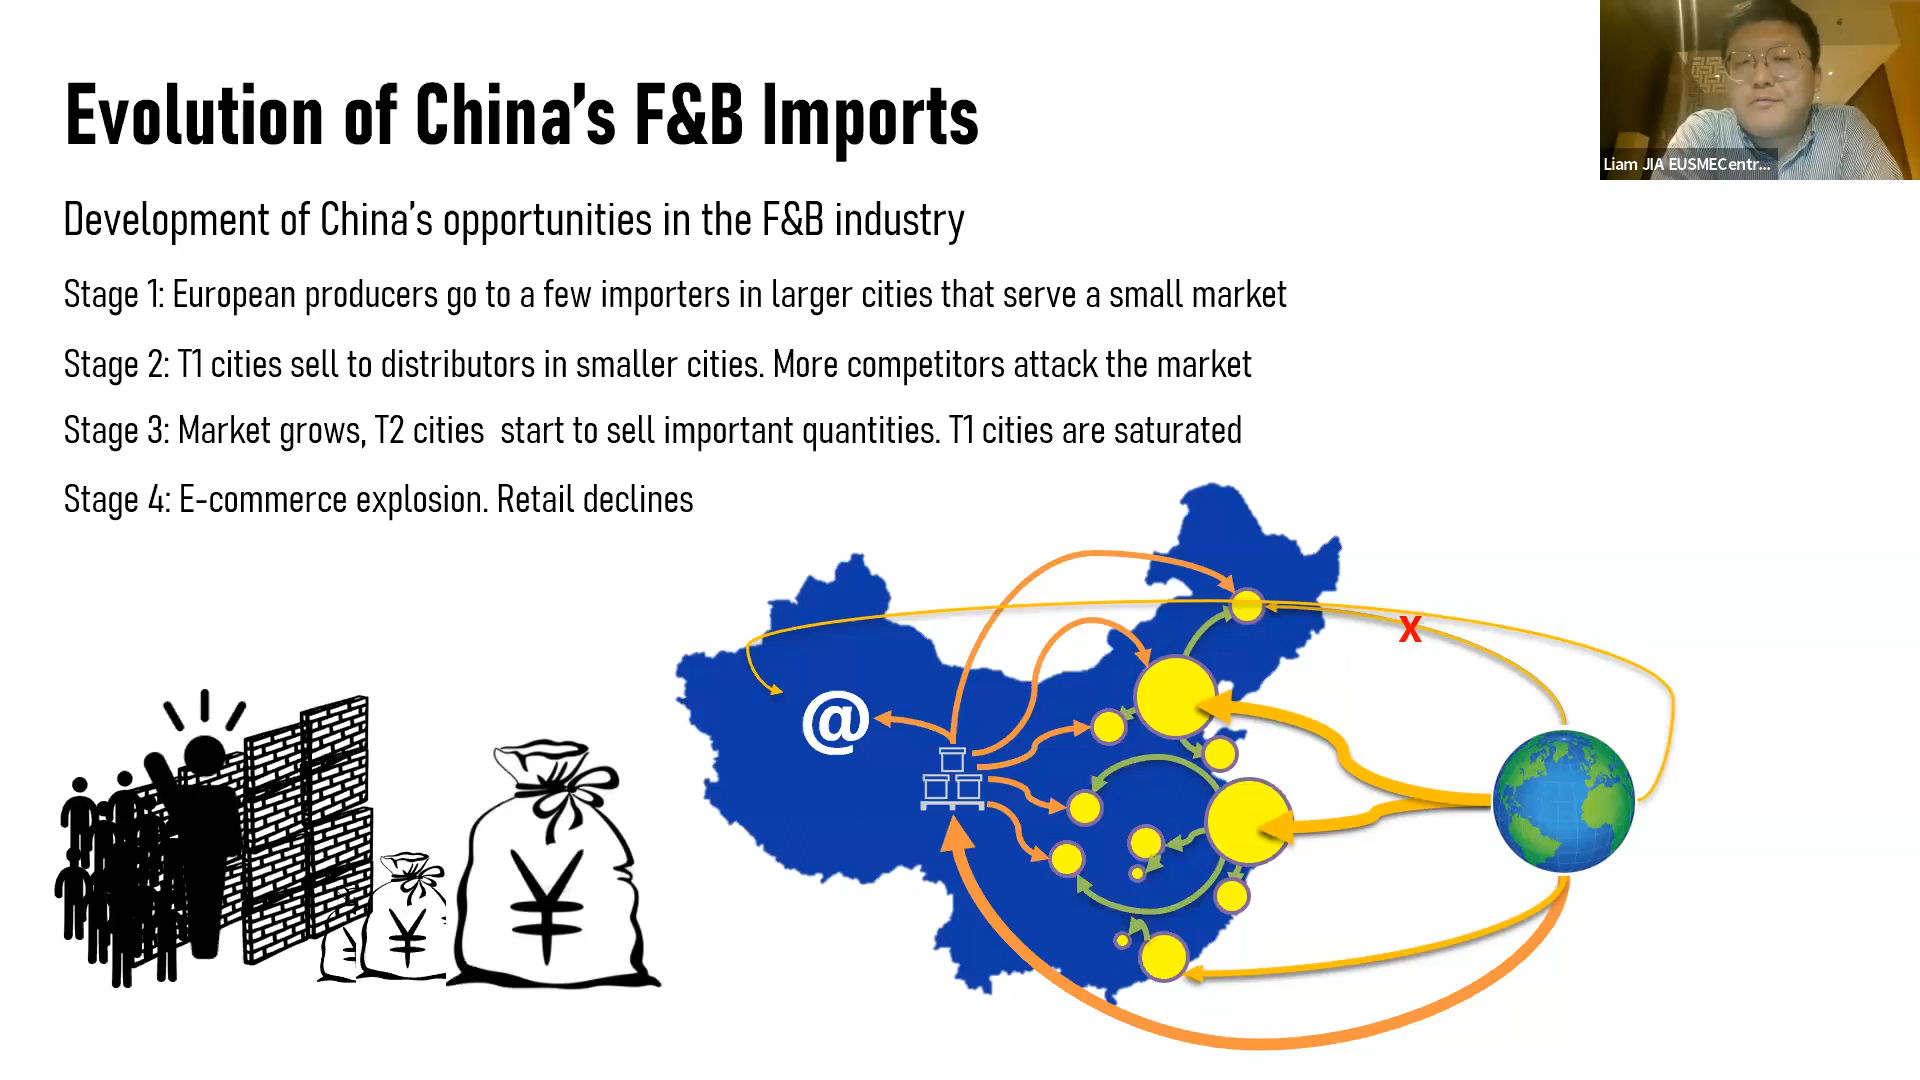 Evolution of China's F&B Imports
Liam JIA EUSMECentr...
Development of China's opportunities in the F&B industry
Stage 1: European producers go to a few importers in larger cities that serve a small market
Stage 2: T1 cities sell to distributors in smaller cities. More competitors attack the market
Stage 3: Market grows, T2 cities  start to sell important quantities. T1 cities are saturated
Stage 4: E-commerce explosion. Retail declines
X
@
¥
¥
¥